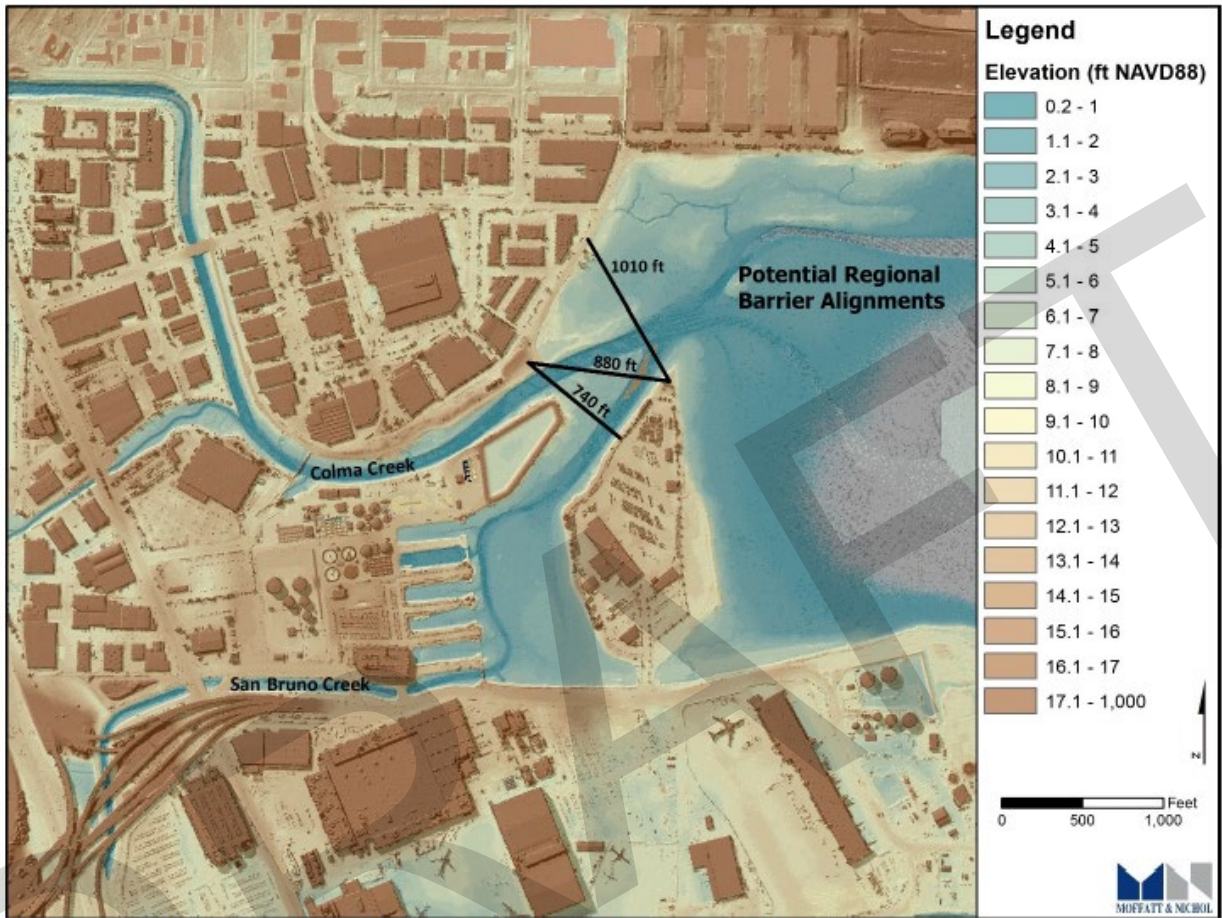 1010 ft
Potential Regional
Barrier Alignments
880 ft
740 ft
Colma Creek
San Bruno Creek
Legend
Elevation (ft NAVD88)
0.2 - 1
1.1 - 2
2.1 - 3
3.1 - 4
4.1 - 5
5.1 - 6
6.1 - 7
7.1 - 8
8.1 - 9
9.1 - 10
10.1 - 11
11.1 - 12
12.1 - 13
13.1 - 14
14.1 - 15
15.1 - 16
16.1 - 17
17.1 - 1,000
N
Feet
0 500 1,000
MOFFATT & NICHOL
DRAFT